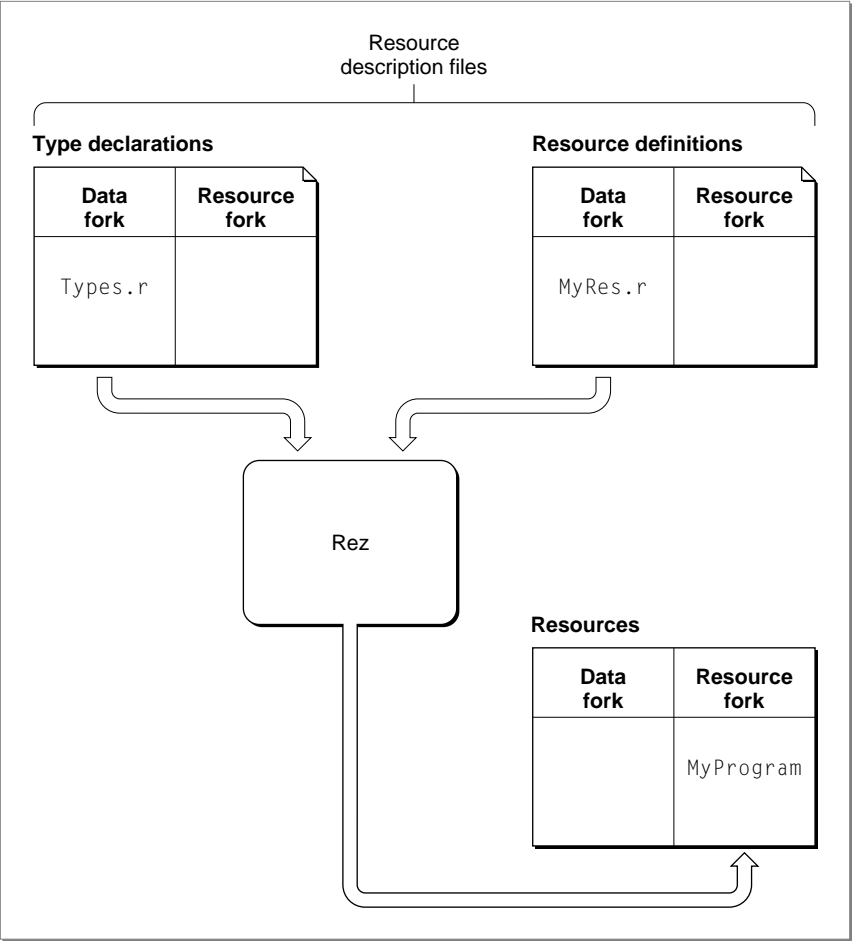 Resource
description files
Type declarations
Data
fork
Resource
fork
Types.r
Resource definitions
Data
fork
Resource
fork
MyRes.r
Rez
Resources
Data
fork
Resource
fork
MyProgram